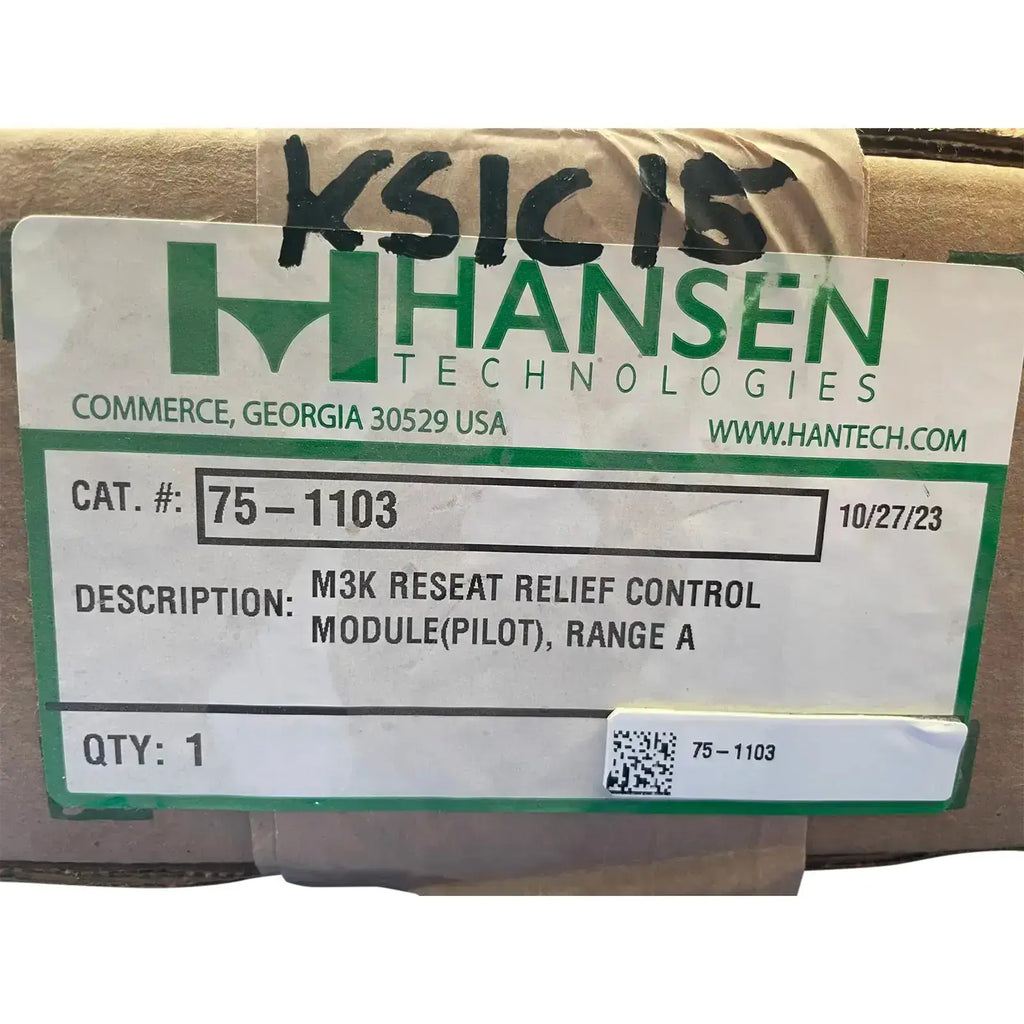 KSIC15
HANSEN
TECHNOLOGIES
COMMERCE, GEORGIA 30529 USA
WWW.HANTECH.COM
CAT. #: 75-1103 10/27/23
DESCRIPTION: M3K RESEAT RELIEF CONTROL
MODULE(PILOT), RANGE A
QTY: 1
75-1103